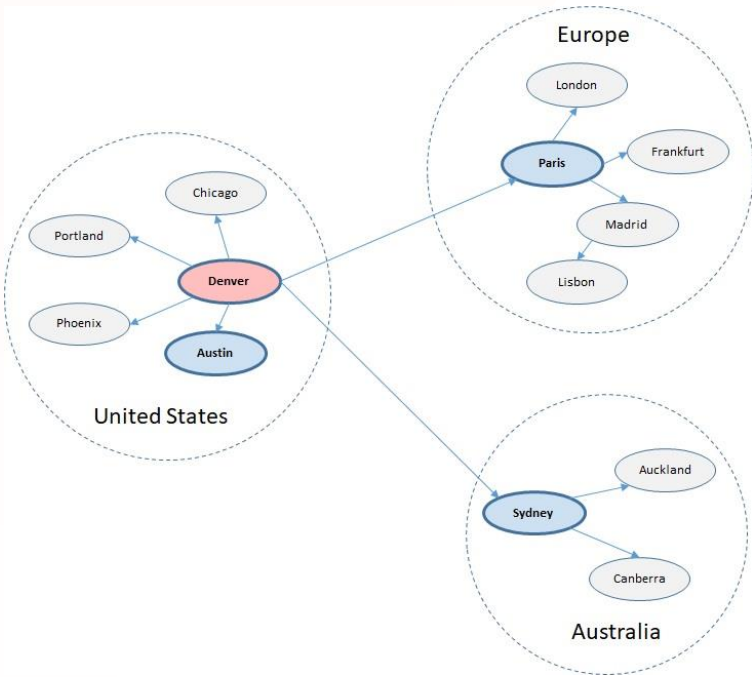 Europe
London
Frankfurt
Paris
Chicago
Madrid
Portland
Denver
Lisbon
Phoenix
Austin
United States
Auckland
Sydney
Canberra
Australia